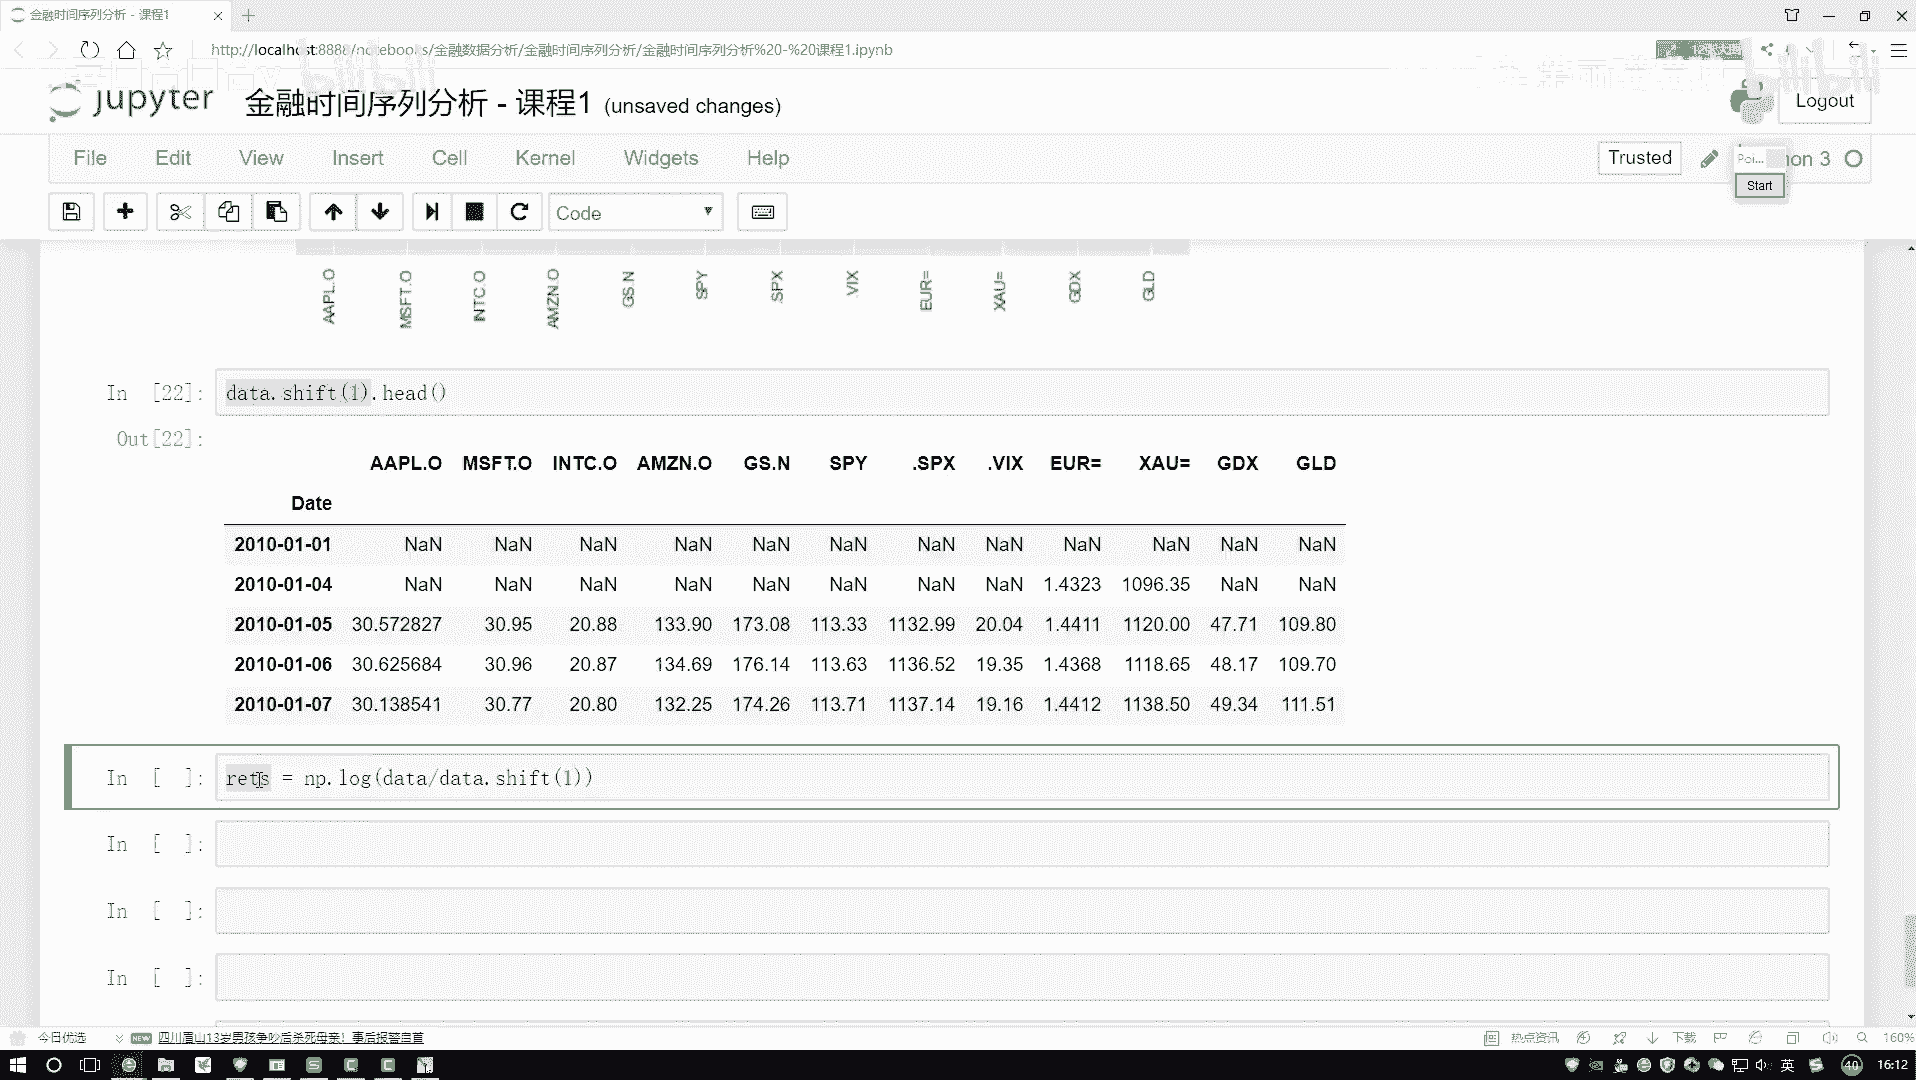 金融时间序列分析 - 课程1
http://localhost:8888/notebooks/金融数据分析/金融时间序列分析/金融时间序列分析%20-%20课程1.ipynb
bilibili
bilibili
jupyter 金融时间序列分析 - 课程1 (unsaved changes)
Logout
File Edit View Insert Cell Kernel Widgets Help
Trusted
Poi...
hon 3
Start
Code
AAPL.O MSFT.O INTC.O AMZN.O GS.N SPY .SPX .VIX EUR= XAU= GDX GLD
In [22]: data.shift(1).head()
Out[22]:
AAPL.O MSFT.O INTC.O AMZN.O GS.N SPY .SPX .VIX EUR= XAU= GDX GLD
Date
2010-01-01 NaN NaN NaN NaN NaN NaN NaN NaN NaN NaN NaN NaN
2010-01-04 NaN NaN NaN NaN NaN NaN NaN NaN 1.4323 1096.35 NaN NaN
2010-01-05 30.572827 30.95 20.88 133.90 173.08 113.33 1132.99 20.04 1.4411 1120.00 47.71 109.80
2010-01-06 30.625684 30.96 20.87 134.69 176.14 113.63 1136.52 19.35 1.4368 1118.65 48.17 109.70
2010-01-07 30.138541 30.77 20.80 132.25 174.26 113.71 1137.14 19.16 1.4412 1138.50 49.34 111.51
In [ ]: rets = np.log(data/data.shift(1))
In [ ]:
In [ ]:
In [ ]:
今日优选
NEW 四川眉山13岁男孩争吵后杀死母亲！事后报警自首
热点资讯
下载
160%
英
40
16:12